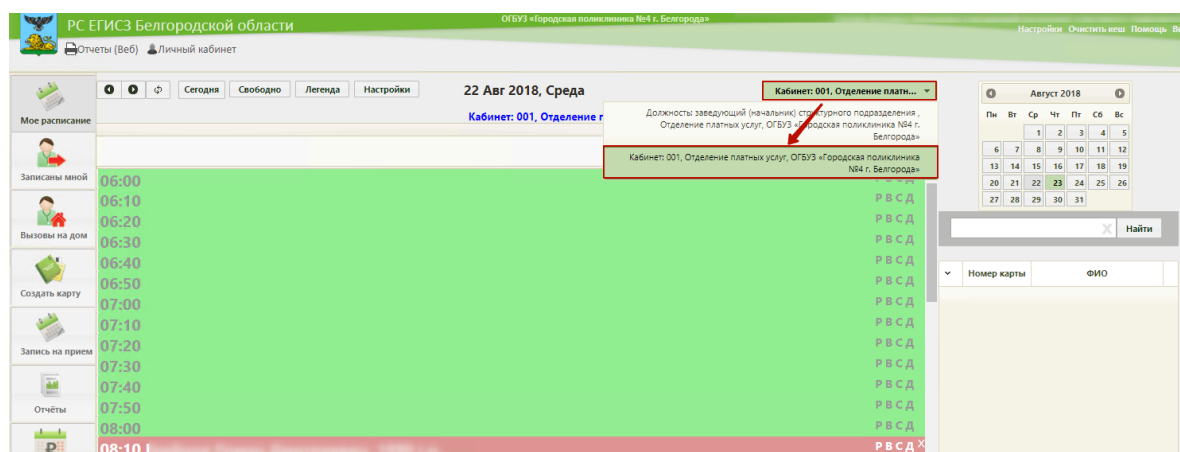 РС ЕГИСЗ Белгородской области
ОГБУЗ «Городская поликлиника №4 г. Белгорода»
Настройки Очистить кеш Помощь
Отчеты (Веб) Личный кабинет
Мое расписание
Записаны мной
Вызовы на дом
Создать карту
Запись на прием
Отчёты
Сегодня Свободно Легенда Настройки
22 Авг 2018, Среда
Кабинет: 001, Отделение платн...
Кабинет: 001, Отделение
Должность: заведующий (начальник) структурного подразделения ,
Отделение платных услуг, ОГБУЗ «Городская поликлиника №4 г.
Белгорода»
Кабинет: 001, Отделение платных услуг, ОГБУЗ «Городская поликлиника
№4 г. Белгорода»
06:00 Р В С Д
06:10 Р В С Д
06:20 Р В С Д
06:30 Р В С Д
06:40 Р В С Д
06:50 Р В С Д
07:00 Р В С Д
07:10 Р В С Д
07:20 Р В С Д
07:30 Р В С Д
07:40 Р В С Д
07:50 Р В С Д
08:00 Р В С Д
08:10 Р В С Д X
Август 2018
Пн Вт Ср Чт Пт Сб Вс
1 2 3 4 5
6 7 8 9 10 11 12
13 14 15 16 17 18 19
20 21 22 23 24 25 26
27 28 29 30 31
X Найти
Номер карты ФИО